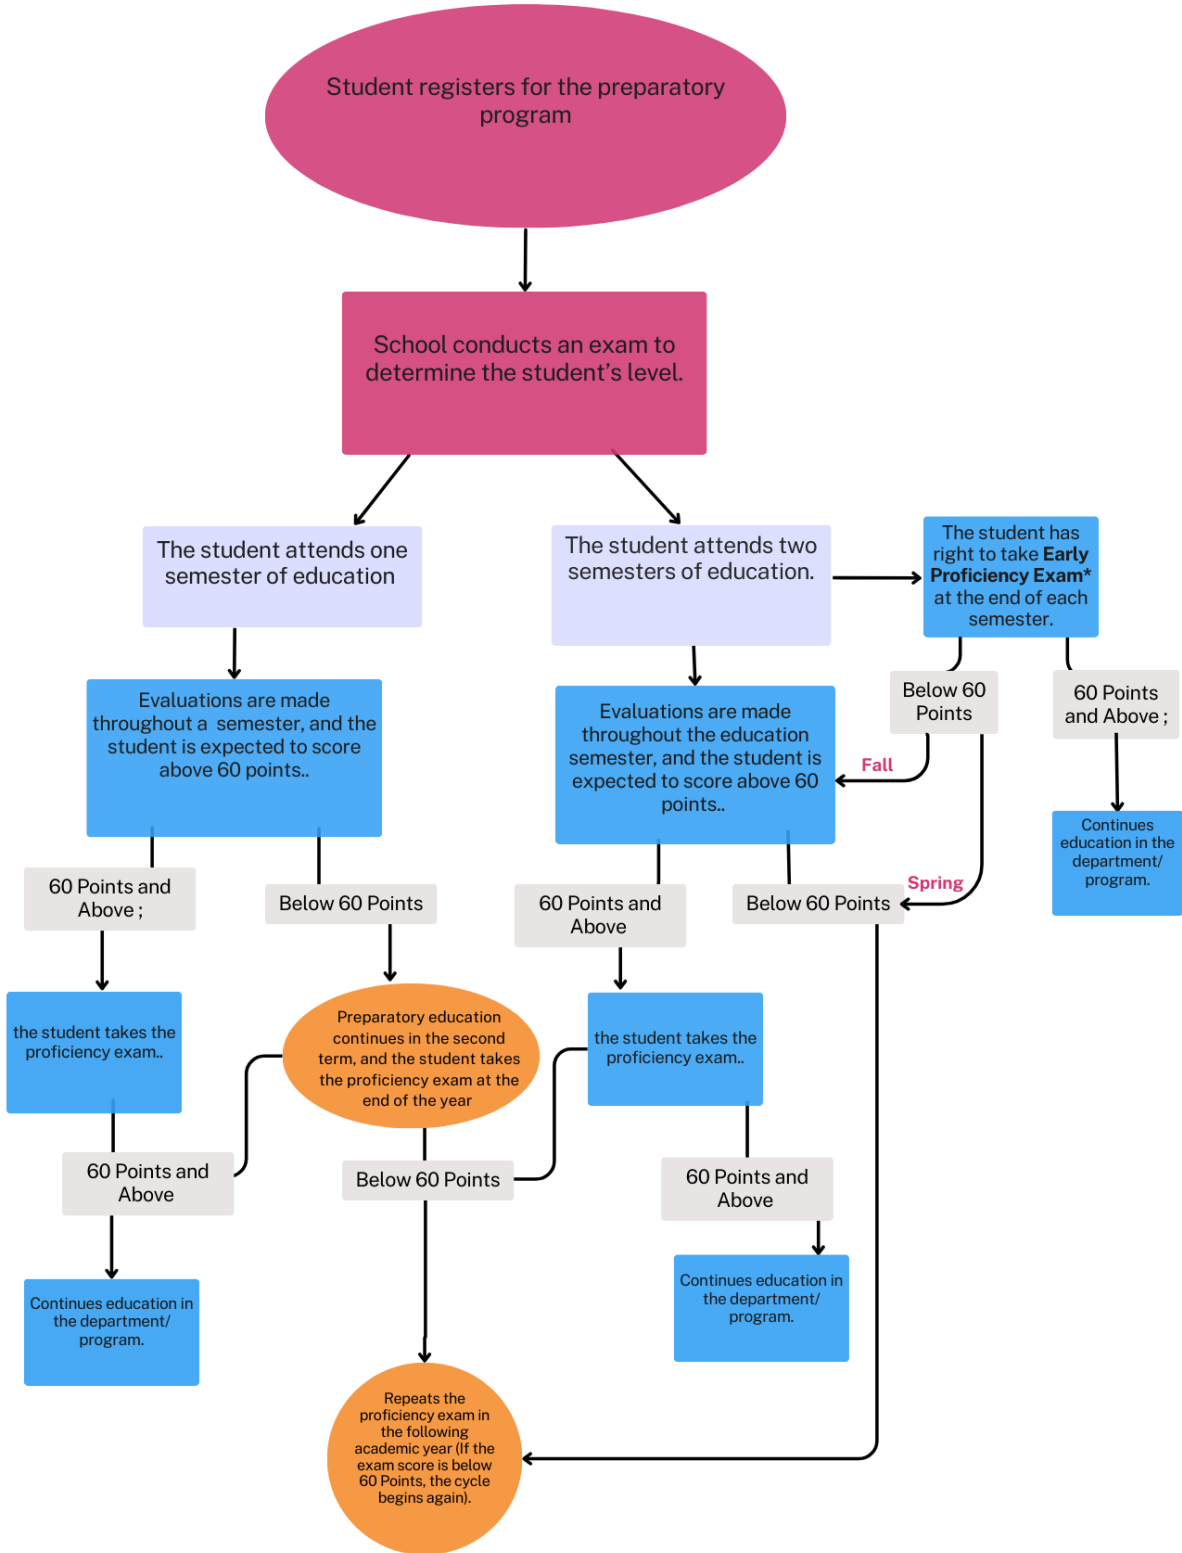 Student registers for the preparatory
program
School conducts an exam to
determine the student’s level.
The student attends one
semester of education
The student attends two
semesters of education.
The student has
right to take Early
Proficiency Exam*
at the end of each
semester.
Evaluations are made
throughout a semester, and the
student is expected to score
above 60 points..
Evaluations are made
throughout the education
semester, and the student is
expected to score above 60
points..
Below 60
Points
60 Points
and Above ;
Fall
Continues
education in the
department/
program.
60 Points and
Above ;
Below 60 Points
60 Points and
Above
Below 60 Points
Spring
the student takes the
proficiency exam..
Preparatory education
continues in the second
term, and the student takes
the proficiency exam at the
end of the year
the student takes the
proficiency exam..
60 Points and
Above
Below 60 Points
60 Points and
Above
Continues education in
the department/
program.
Continues education in
the department/
program.
Repeats the
proficiency exam in
the following
academic year (If the
exam score is below
60 Points, the cycle
begins again).